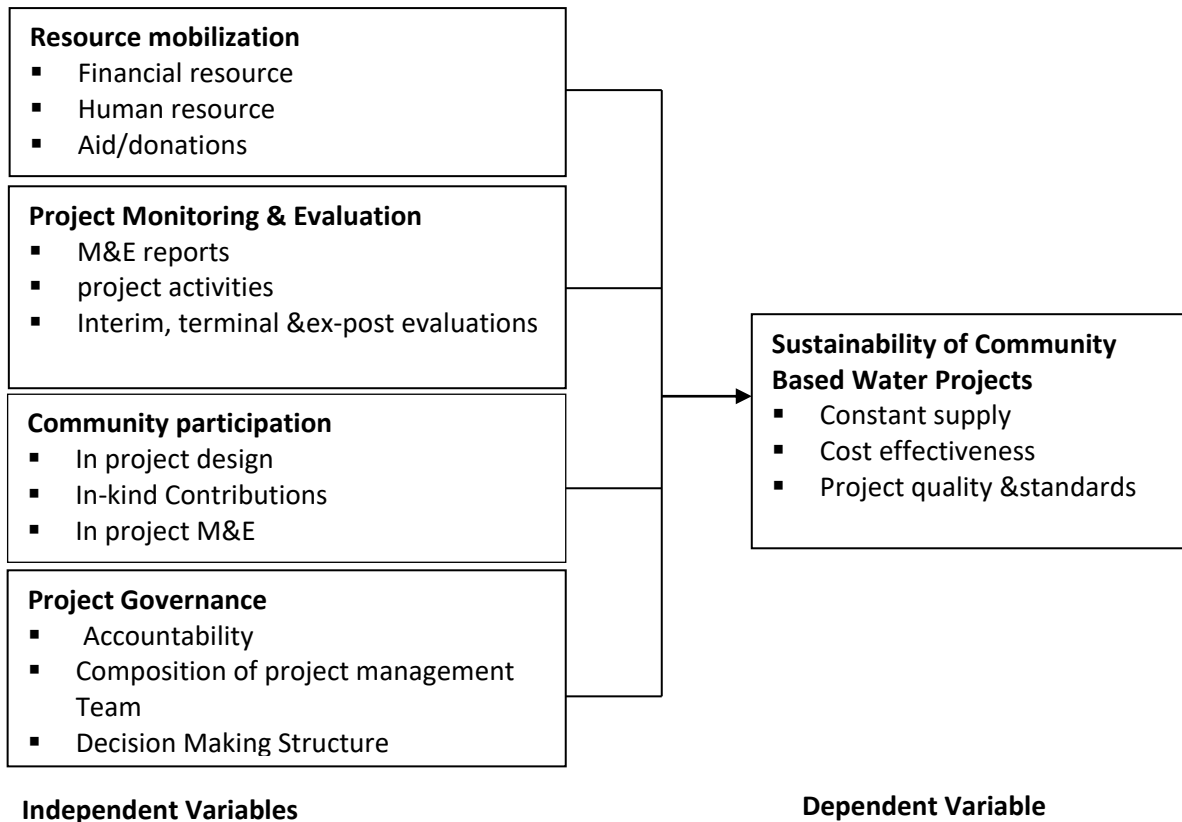 Resource mobilization
▪ Financial resource
▪ Human resource
▪ Aid/donations
Project Monitoring & Evaluation
▪ M&E reports
▪ project activities
▪ Interim, terminal &ex-post evaluations
Community participation
▪ In project design
▪ In-kind Contributions
▪ In project M&E
Project Governance
▪ Accountability
▪ Composition of project management
Team
▪ Decision Making Structure
Independent Variables
Sustainability of Community
Based Water Projects
▪ Constant supply
▪ Cost effectiveness
▪ Project quality &standards
Dependent Variable